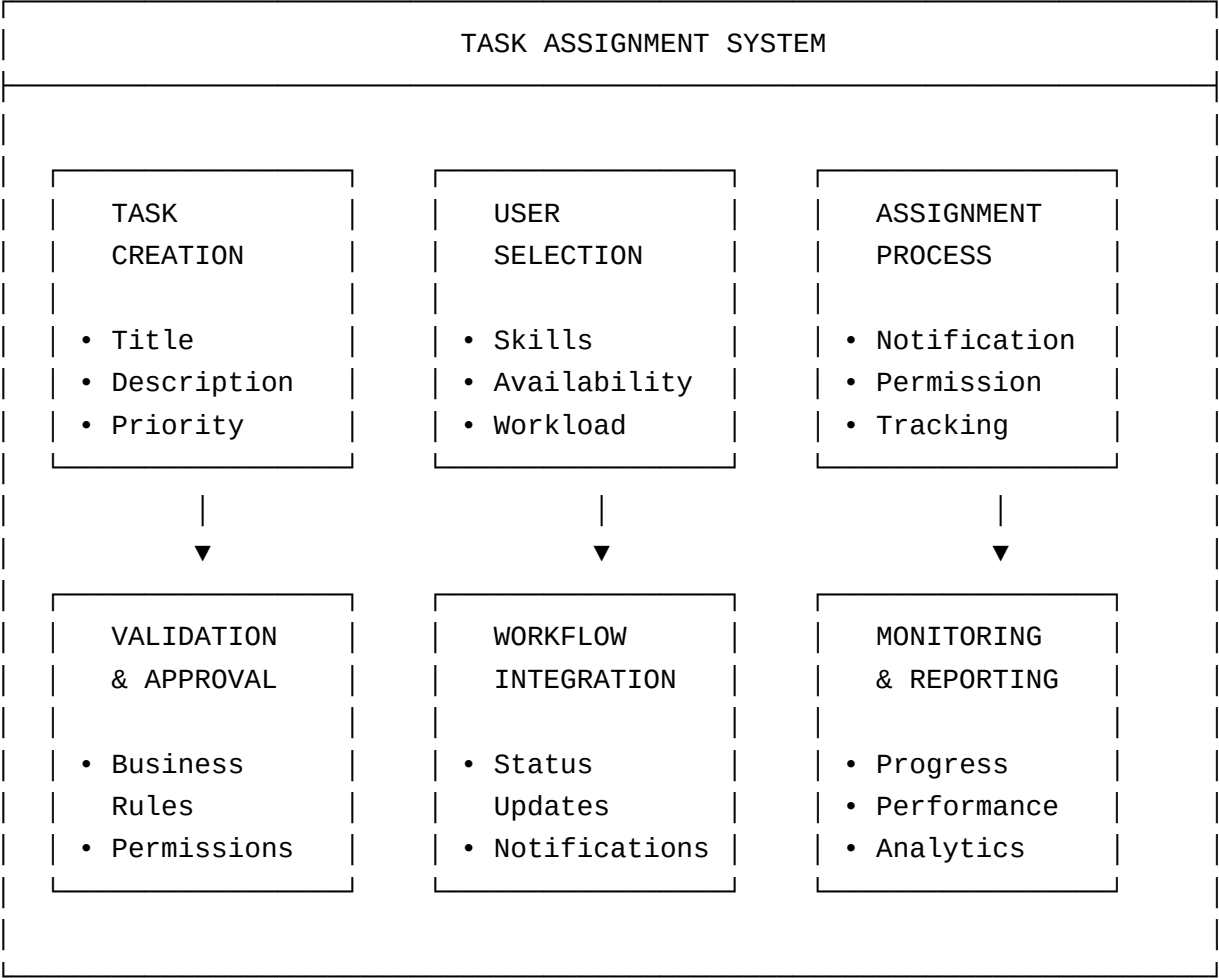 TASK ASSIGNMENT SYSTEM
TASK
CREATION
• Title
• Description
• Priority
USER
SELECTION
• Skills
• Availability
• Workload
ASSIGNMENT
PROCESS
• Notification
• Permission
• Tracking
VALIDATION
& APPROVAL
• Business
Rules
• Permissions
WORKFLOW
INTEGRATION
• Status
Updates
• Notifications
MONITORING
& REPORTING
• Progress
• Performance
• Analytics